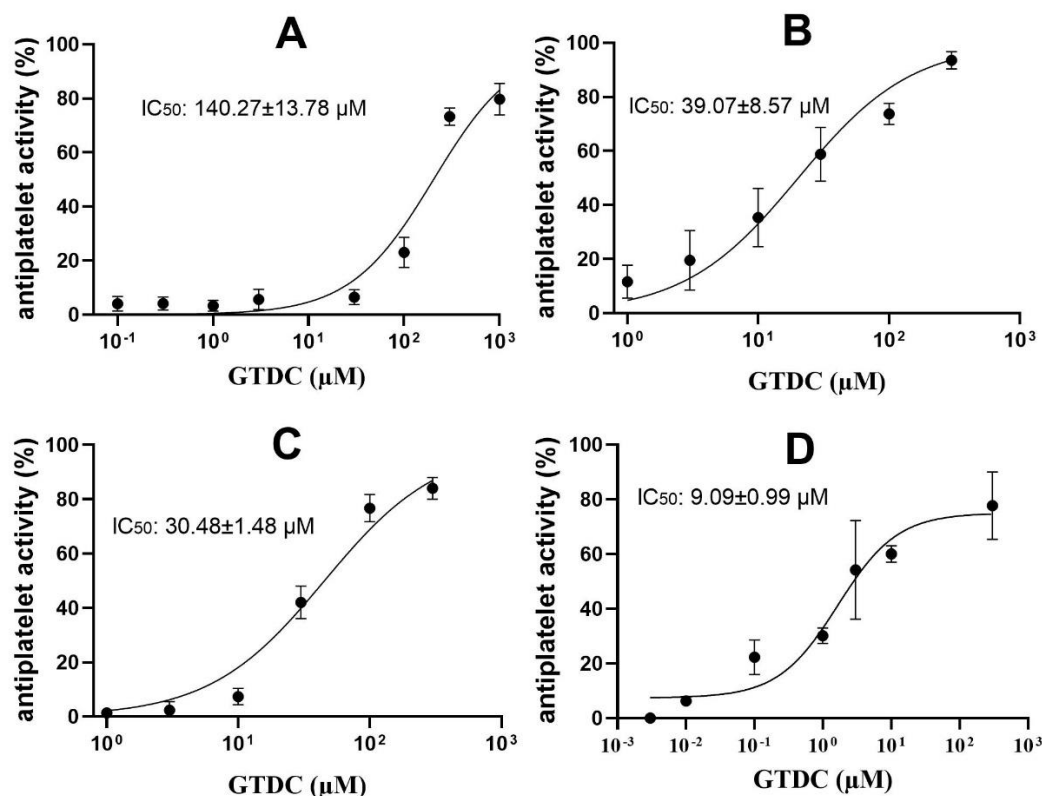 A
antiplatelet activity (%)
100
80
60
40
20
0
IC₅₀: 140.27±13.78 µM
10⁻¹ 10⁰ 10¹ 10² 10³
GTDC (µM)
B
antiplatelet activity (%)
100
80
60
40
20
0
IC₅₀: 39.07±8.57 µM
10⁰ 10¹ 10² 10³
GTDC (µM)
C
antiplatelet activity (%)
100
80
60
40
20
0
IC₅₀: 30.48±1.48 µM
10⁰ 10¹ 10² 10³
GTDC (µM)
D
antiplatelet activity (%)
100
80
60
40
20
0
IC₅₀: 9.09±0.99 µM
10⁻³ 10⁻² 10⁻¹ 10⁰ 10¹ 10² 10³
GTDC (µM)